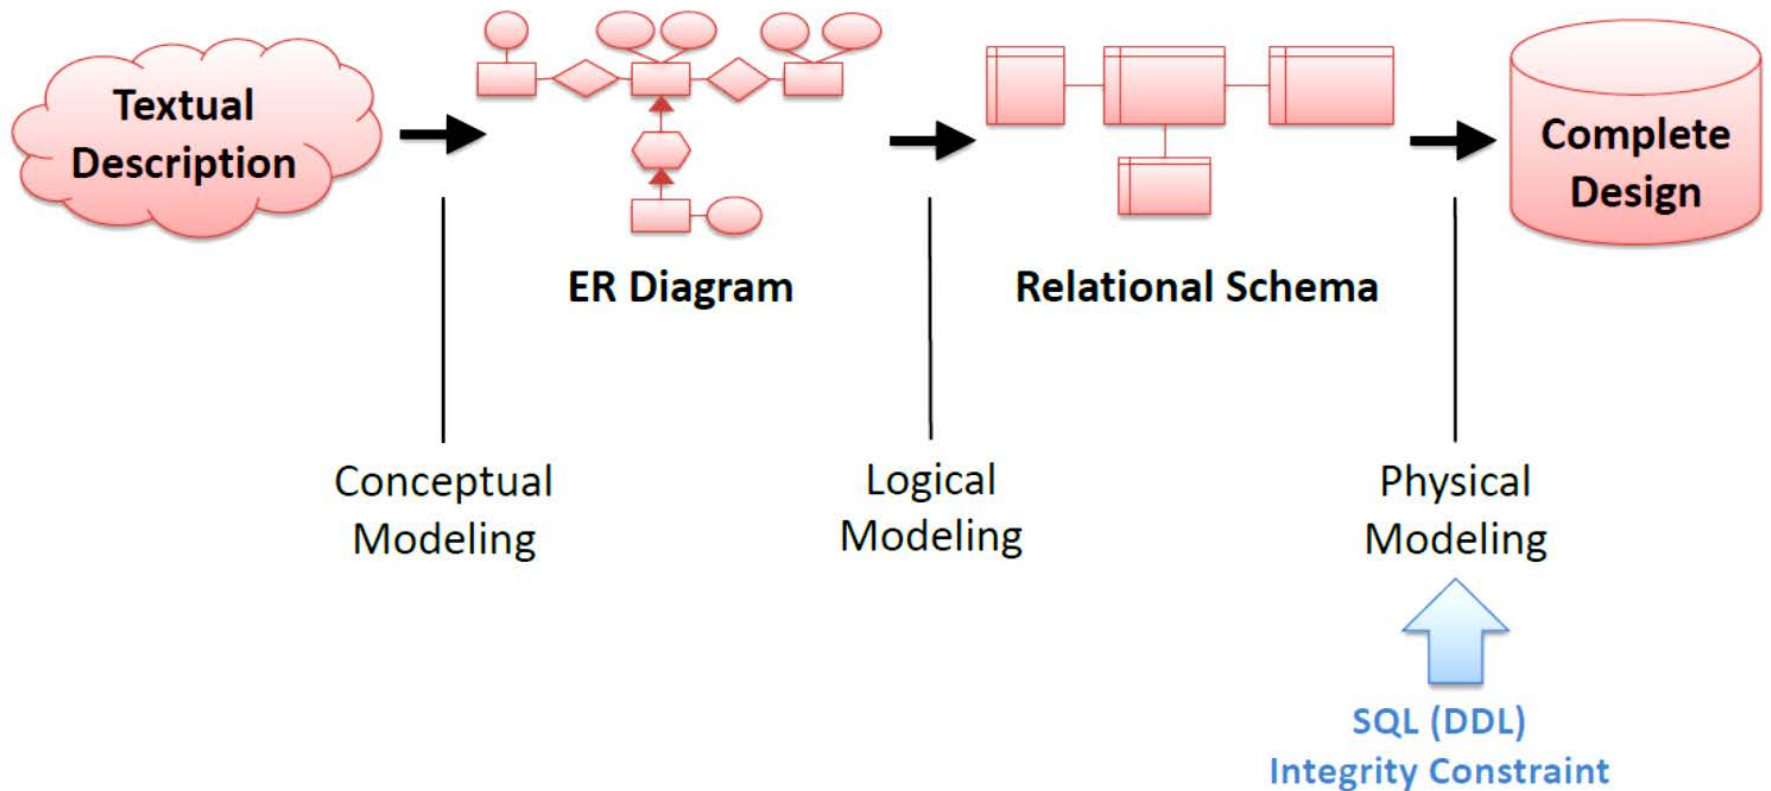 Textual
Description
ER Diagram
Relational Schema
Complete
Design
Conceptual
Modeling
Logical
Modeling
Physical
Modeling
SQL (DDL)
Integrity Constraint